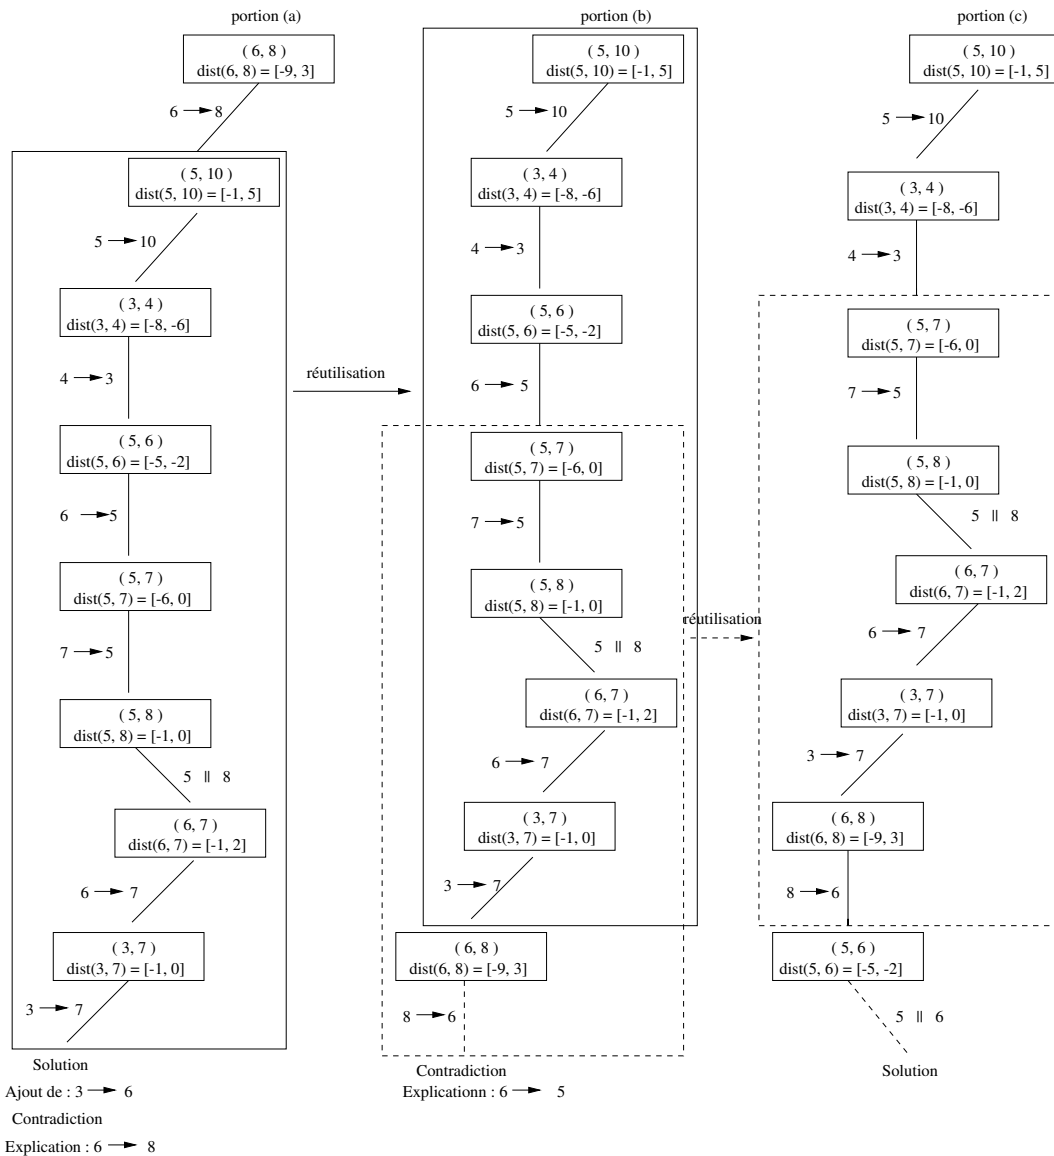 portion (a)
( 6, 8 )
dist(6, 8) = [-9, 3]
6 → 8
( 5, 10 )
dist(5, 10) = [-1, 5]
5 → 10
( 3, 4 )
dist(3, 4) = [-8, -6]
4 → 3
( 5, 6 )
dist(5, 6) = [-5, -2]
6 → 5
( 5, 7 )
dist(5, 7) = [-6, 0]
7 → 5
( 5, 8 )
dist(5, 8) = [-1, 0]
5 || 8
( 6, 7 )
dist(6, 7) = [-1, 2]
6 → 7
( 3, 7 )
dist(3, 7) = [-1, 0]
3 → 7
Solution
Ajout de : 3 → 6
Contradiction
Explication : 6 → 8
réutilisation
portion (b)
( 5, 10 )
dist(5, 10) = [-1, 5]
5 → 10
( 3, 4 )
dist(3, 4) = [-8, -6]
4 → 3
( 5, 6 )
dist(5, 6) = [-5, -2]
6 → 5
( 5, 7 )
dist(5, 7) = [-6, 0]
7 → 5
( 5, 8 )
dist(5, 8) = [-1, 0]
5 || 8
( 6, 7 )
dist(6, 7) = [-1, 2]
6 → 7
( 3, 7 )
dist(3, 7) = [-1, 0]
3 → 7
( 6, 8 )
dist(6, 8) = [-9, 3]
8 → 6
Contradiction
Explicationn : 6 → 5
réutilisation
portion (c)
( 5, 10 )
dist(5, 10) = [-1, 5]
5 → 10
( 3, 4 )
dist(3, 4) = [-8, -6]
4 → 3
( 5, 7 )
dist(5, 7) = [-6, 0]
7 → 5
( 5, 8 )
dist(5, 8) = [-1, 0]
5 || 8
( 6, 7 )
dist(6, 7) = [-1, 2]
6 → 7
( 3, 7 )
dist(3, 7) = [-1, 0]
3 → 7
( 6, 8 )
dist(6, 8) = [-9, 3]
8 → 6
( 5, 6 )
dist(5, 6) = [-5, -2]
5 || 6
Solution